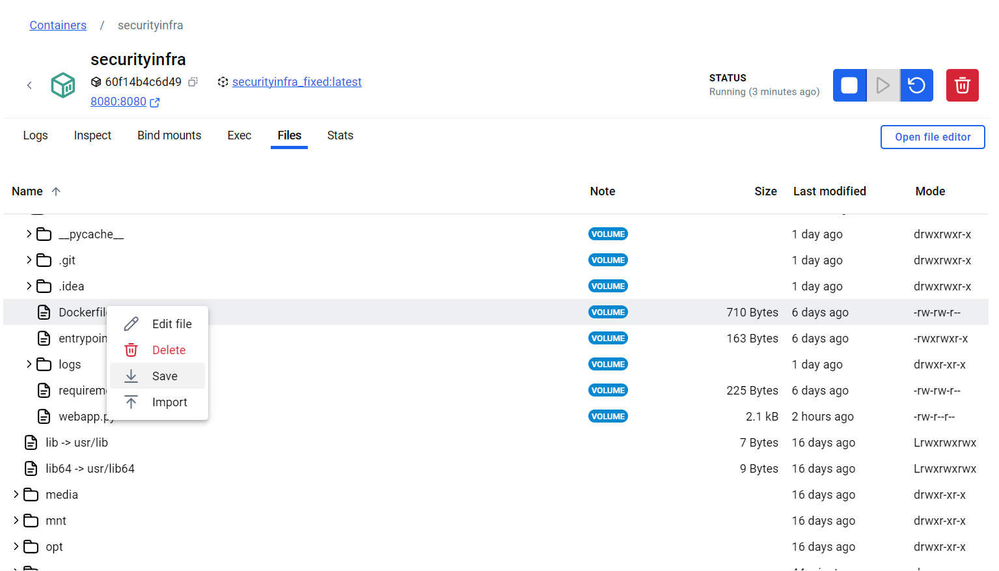 Containers / securityinfra
securityinfra
60f14b4c6d49 securityinfra_fixed:latest
8080:8080
STATUS
Running (3 minutes ago)
Logs Inspect Bind mounts Exec Files Stats Open file editor
Name Note Size Last modified Mode
__pycache__ VOLUME 1 day ago drwxrwxr-x
.git VOLUME 1 day ago drwxrwxr-x
.idea VOLUME 1 day ago drwxrwxr-x
Dockerfil VOLUME 710 Bytes 6 days ago -rw-rw-r--
Edit file
entrypoin VOLUME 163 Bytes 6 days ago -rwxrwxr-x
Delete
logs VOLUME 1 day ago drwxr-xr-x
Save
requirem VOLUME 225 Bytes 6 days ago -rw-rw-r--
Import
webapp.py VOLUME 2.1 kB 2 hours ago -rw-r--r--
lib -> usr/lib 7 Bytes 16 days ago Lrwxrwxrwx
lib64 -> usr/lib64 9 Bytes 16 days ago Lrwxrwxrwx
media 16 days ago drwxr-xr-x
mnt 16 days ago drwxr-xr-x
opt 16 days ago drwxr-xr-x